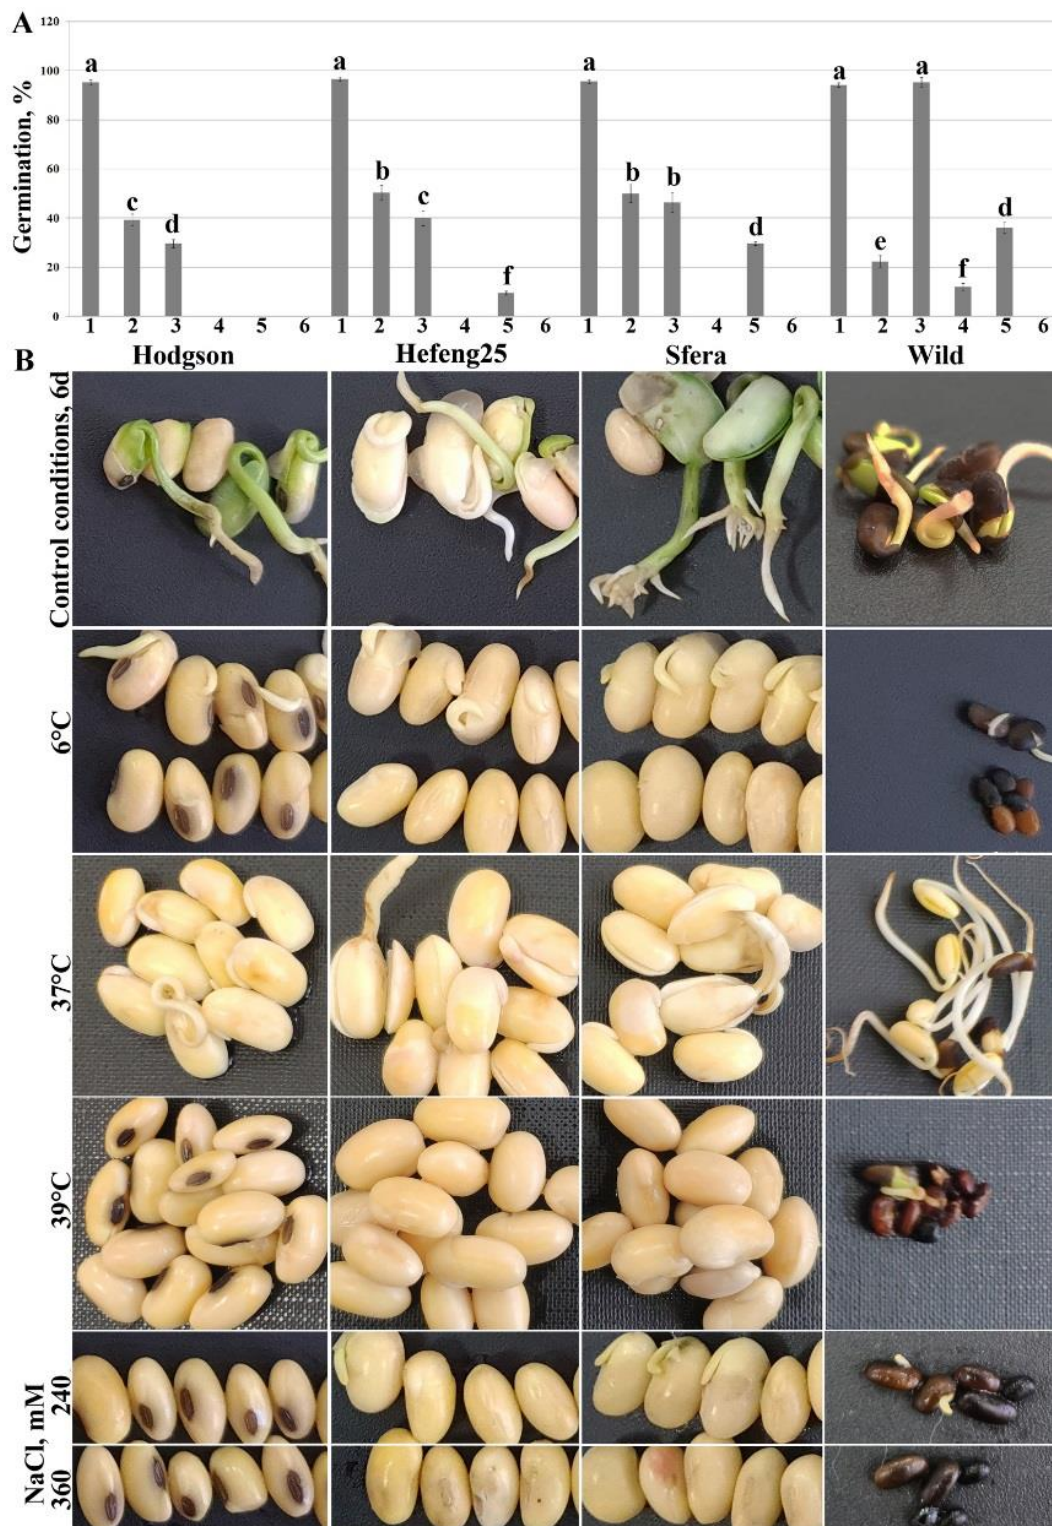 A
120
a a a a a
100
80
60
b b b
c c d d
40
d e
f f
20
0
Germination, %
1 2 3 4 5 6 1 2 3 4 5 6 1 2 3 4 5 6 1 2 3 4 5 6
Hodgson Hefeng25 Sfera Wild
B
Control conditions, 6d
6°C
37°C
39°C
NaCl, mM
240
360